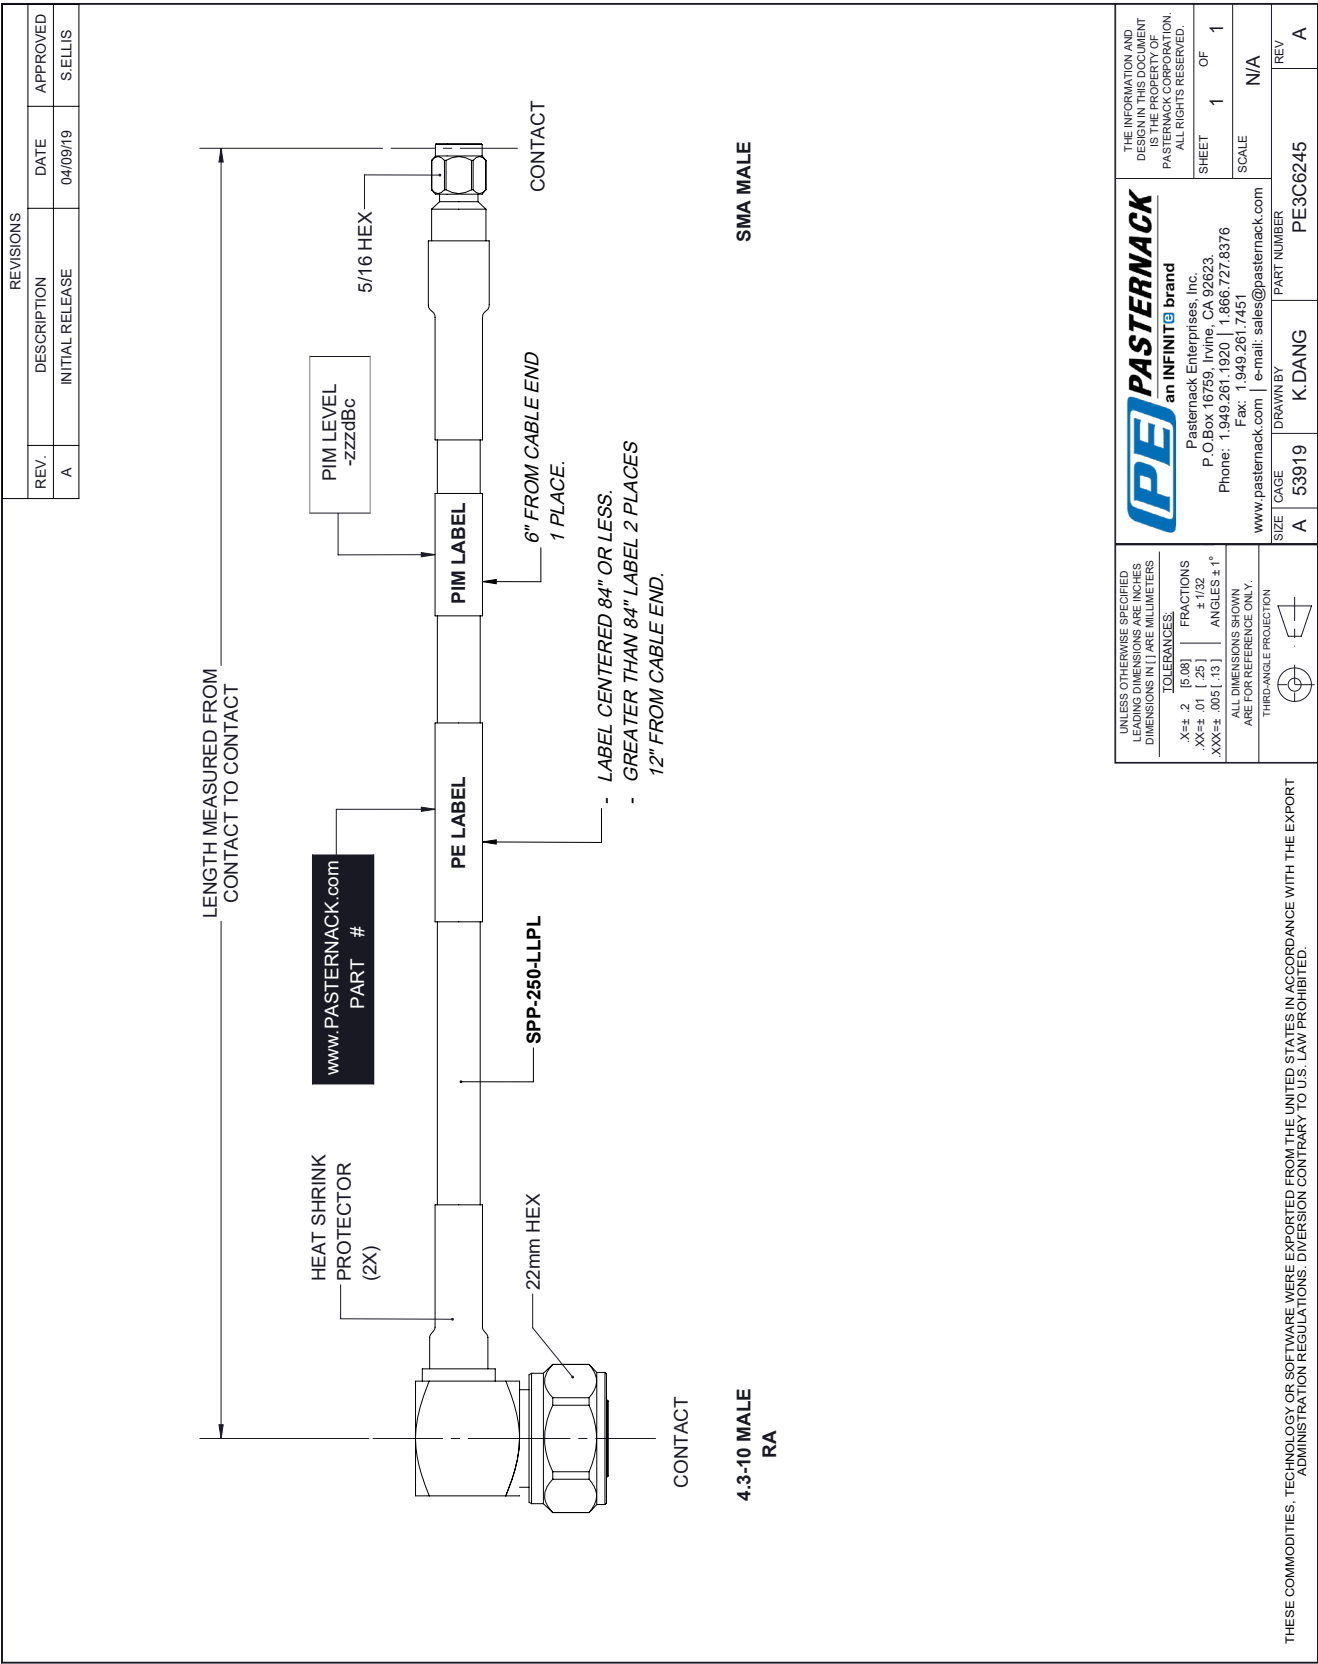 REVISIONS
REV. DESCRIPTION DATE APPROVED
A INITIAL RELEASE 04/09/19 S.ELLIS
LENGTH MEASURED FROM
CONTACT TO CONTACT
HEAT SHRINK
PROTECTOR
(2X)
www.PASTERNACK.com
PART #
PIM LEVEL
-zzzdBc
5/16 HEX
PE LABEL
PIM LABEL
22mm HEX
SPP-250-LLPL
6" FROM CABLE END
1 PLACE.
CONTACT
- LABEL CENTERED 84" OR LESS.
- GREATER THAN 84" LABEL 2 PLACES
12" FROM CABLE END.
CONTACT
4.3-10 MALE
RA
SMA MALE
UNLESS OTHERWISE SPECIFIED
LEADING DIMENSIONS ARE INCHES
DIMENSIONS IN [ ] ARE MILLIMETERS
TOLERANCES:
.X=± .2 [5.08] FRACTIONS
.XX=± .01 [ .25 ] ± 1/32
.XXX=± .005 [ .13 ] ANGLES ± 1°
ALL DIMENSIONS SHOWN
ARE FOR REFERENCE ONLY.
THIRD-ANGLE PROJECTION
PE PASTERNACK
an INFINITe brand
Pasternack Enterprises, Inc.
P.O.Box 16759, Irvine, CA 92623.
Phone: 1.949.261.1920 | 1.866.727.8376
Fax: 1.949.261.7451
www.pasternack.com | e-mail: sales@pasternack.com
THE INFORMATION AND
DESIGN IN THIS DOCUMENT
IS THE PROPERTY OF
PASTERNACK CORPORATION.
ALL RIGHTS RESERVED.
SHEET 1 OF 1
SCALE N/A
SIZE A
CAGE 53919
DRAWN BY K.DANG
PART NUMBER PE3C6245
REV A
THESE COMMODITIES, TECHNOLOGY OR SOFTWARE WERE EXPORTED FROM THE UNITED STATES IN ACCORDANCE WITH THE EXPORT
ADMINISTRATION REGULATIONS. DIVERSION CONTRARY TO U.S. LAW PROHIBITED.